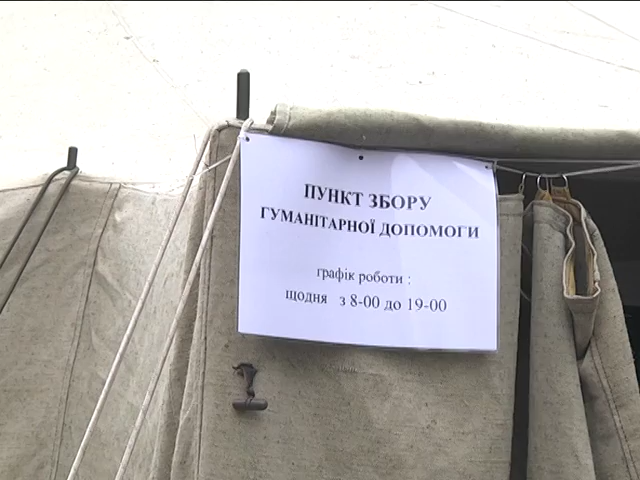 ПУНКТ ЗБОРУ
ГУМАНІТАРНОЇ ДОПОМОГИ
графік роботи :
щодня з 8-00 до 19-00